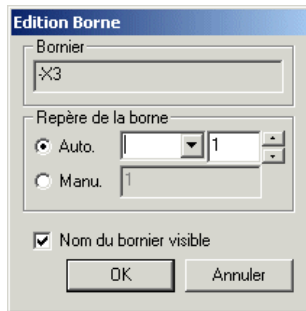 Edition Borne
Bornier
-X3
Repère de la borne
Auto. 1
Manu. 1
Nom du bornier visible
OK Annuler